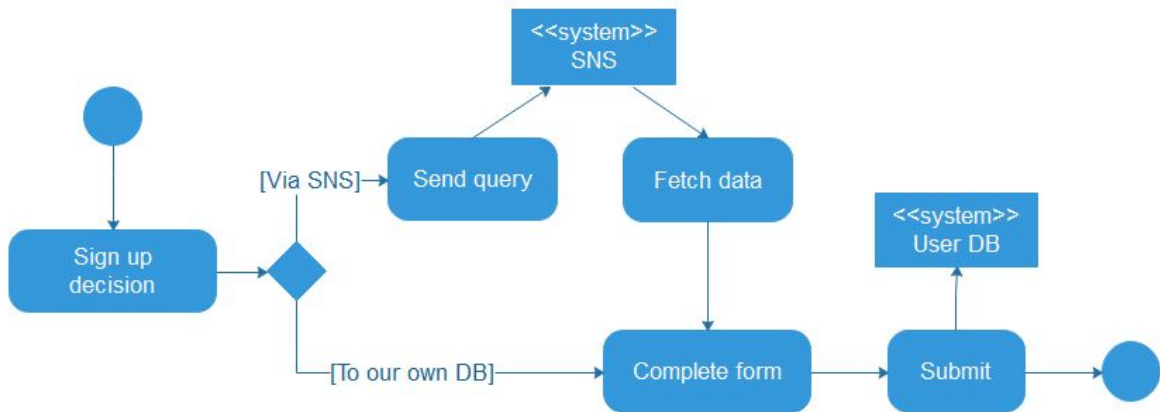 <<system>>
SNS
[Via SNS]
Send query
Fetch data
<<system>>
User DB
Sign up
decision
[To our own DB]
Complete form
Submit